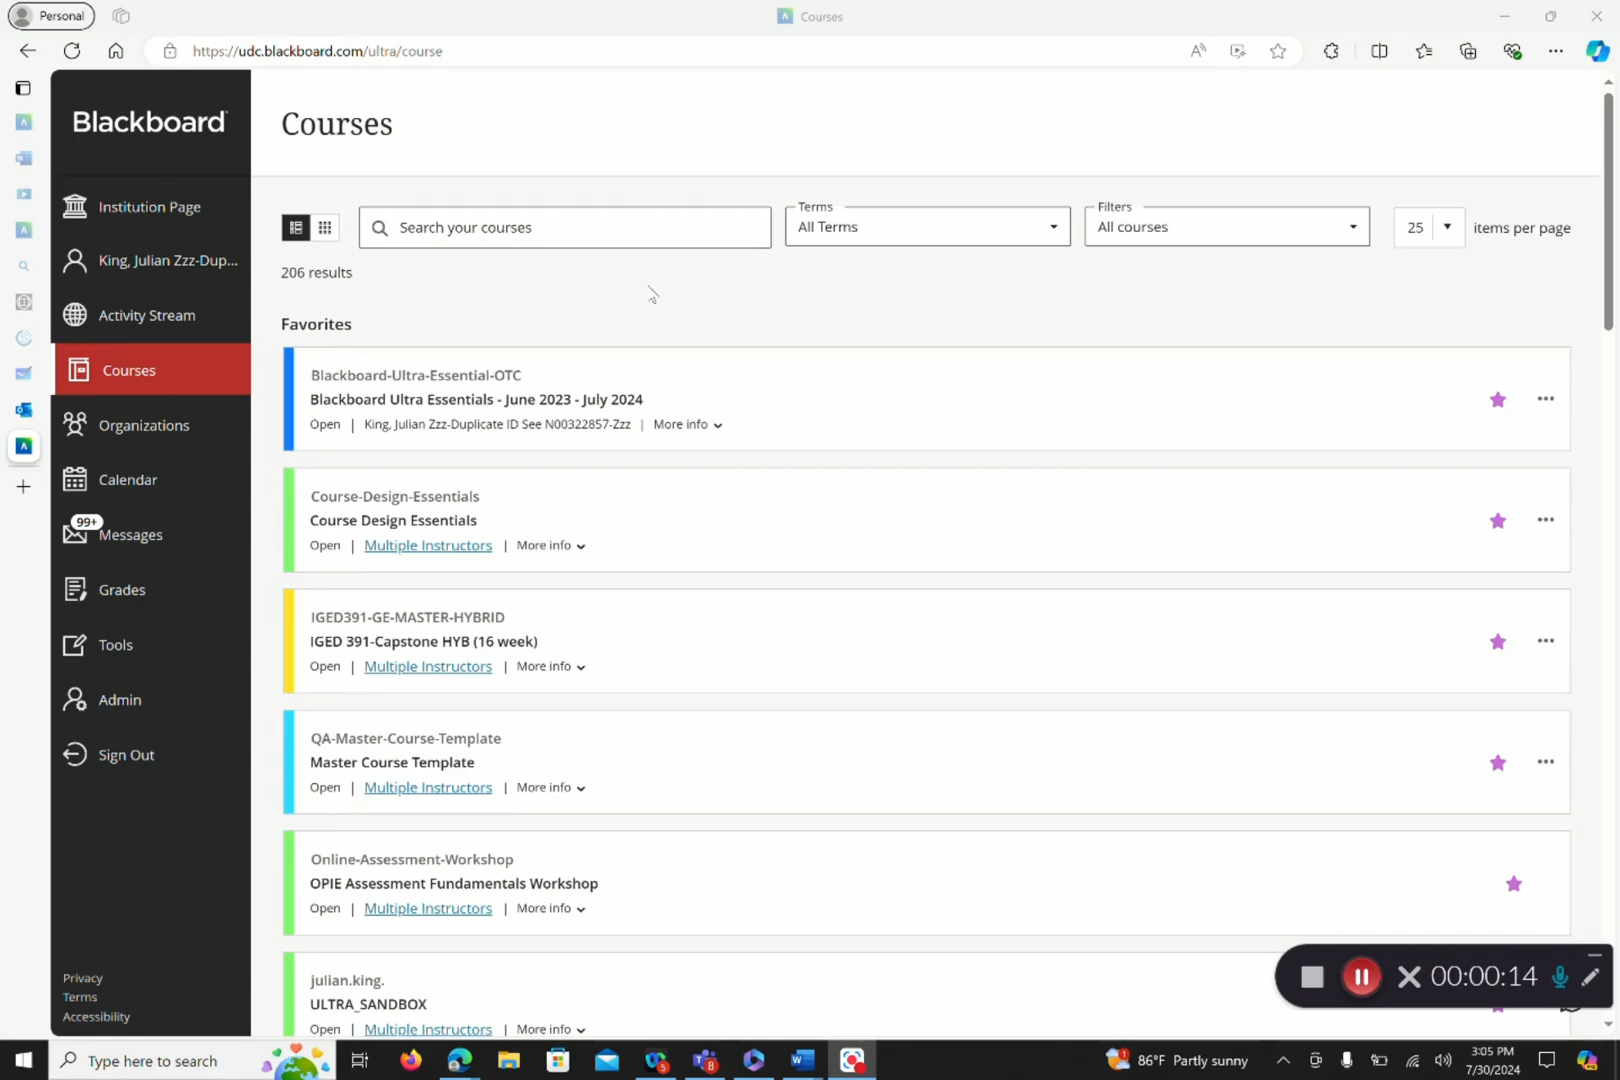 Personal
Courses
https://udc.blackboard.com/ultra/course
Blackboard
Institution Page
King, Julian Zzz-Dup...
Activity Stream
Courses
Organizations
Calendar
99+
Messages
Grades
Tools
Admin
Sign Out
Privacy
Terms
Accessibility
Courses
Search your courses
Terms
All Terms
Filters
All courses
25
items per page
206 results
Favorites
Blackboard-Ultra-Essential-OTC
Blackboard Ultra Essentials - June 2023 - July 2024
Open | King, Julian Zzz-Duplicate ID See N00322857-Zzz | More info
Course-Design-Essentials
Course Design Essentials
Open | Multiple Instructors | More info
IGED391-GE-MASTER-HYBRID
IGED 391-Capstone HYB (16 week)
Open | Multiple Instructors | More info
QA-Master-Course-Template
Master Course Template
Open | Multiple Instructors | More info
Online-Assessment-Workshop
OPIE Assessment Fundamentals Workshop
Open | Multiple Instructors | More info
julian.king.
ULTRA_SANDBOX
Open | Multiple Instructors | More info
00:00:14
Type here to search
5
8
1
86°F Partly sunny
3:05 PM
7/30/2024